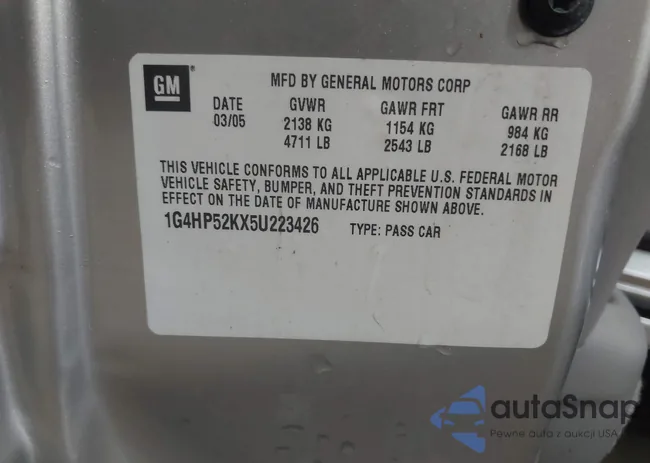 GM
MFD BY GENERAL MOTORS CORP
DATE GVWR GAWR FRT GAWR RR
03/05 2138 KG 1154 KG 984 KG
4711 LB 2543 LB 2168 LB
THIS VEHICLE CONFORMS TO ALL APPLICABLE U.S. FEDERAL MOTOR
VEHICLE SAFETY, BUMPER, AND THEFT PREVENTION STANDARDS IN
EFFECT ON THE DATE OF MANUFACTURE SHOWN ABOVE.
1G4HP52KX5U223426 TYPE: PASS CAR
autaSnap
Pewne auta z aukcji USA